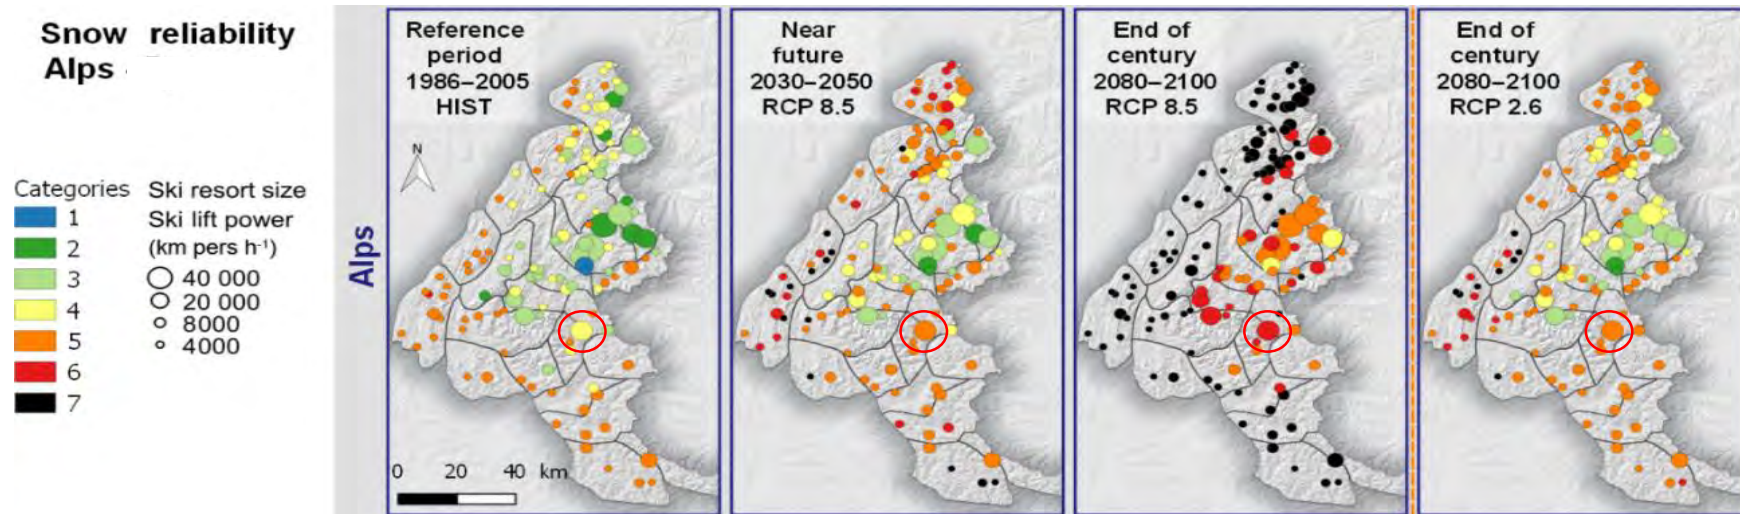 Snow reliability
Alps
Categories
1
2
3
4
5
6
7
Ski resort size
Ski lift power
(km pers h⁻¹)
40 000
20 000
8000
4000
Alps
Reference
period
1986–2005
HIST
N
0 20 40 km
Near
future
2030–2050
RCP 8.5
End of
century
2080–2100
RCP 8.5
End of
century
2080–2100
RCP 2.6